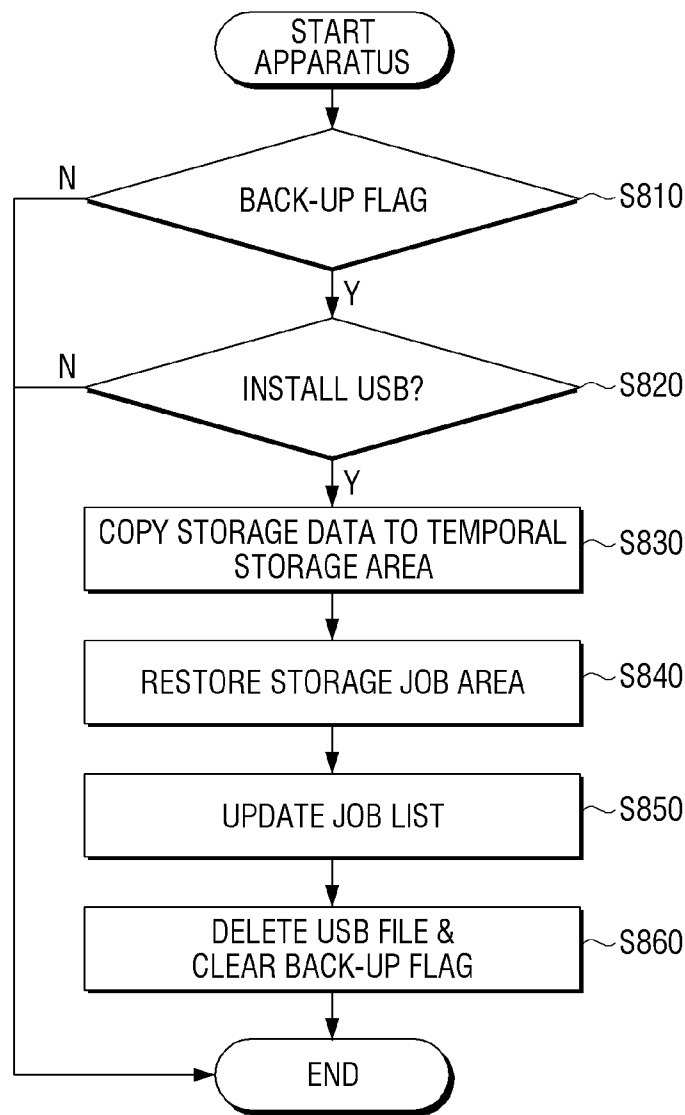 START
APPARATUS
N
BACK-UP FLAG
S810
Y
N
INSTALL USB?
S820
Y
COPY STORAGE DATA TO TEMPORAL
STORAGE AREA
S830
RESTORE STORAGE JOB AREA
S840
UPDATE JOB LIST
S850
DELETE USB FILE &
CLEAR BACK-UP FLAG
S860
END